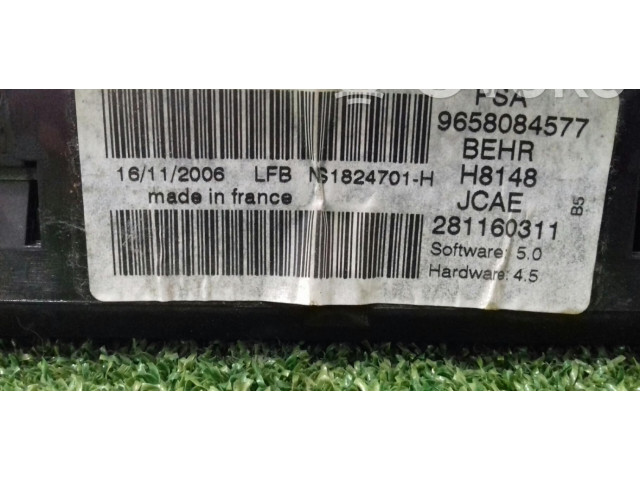 PSA
9658084577
BEHR
16/11/2006 LFB H8148
made in france JCAE
281160311 B5
Software: 5.0
Hardware: 4.5